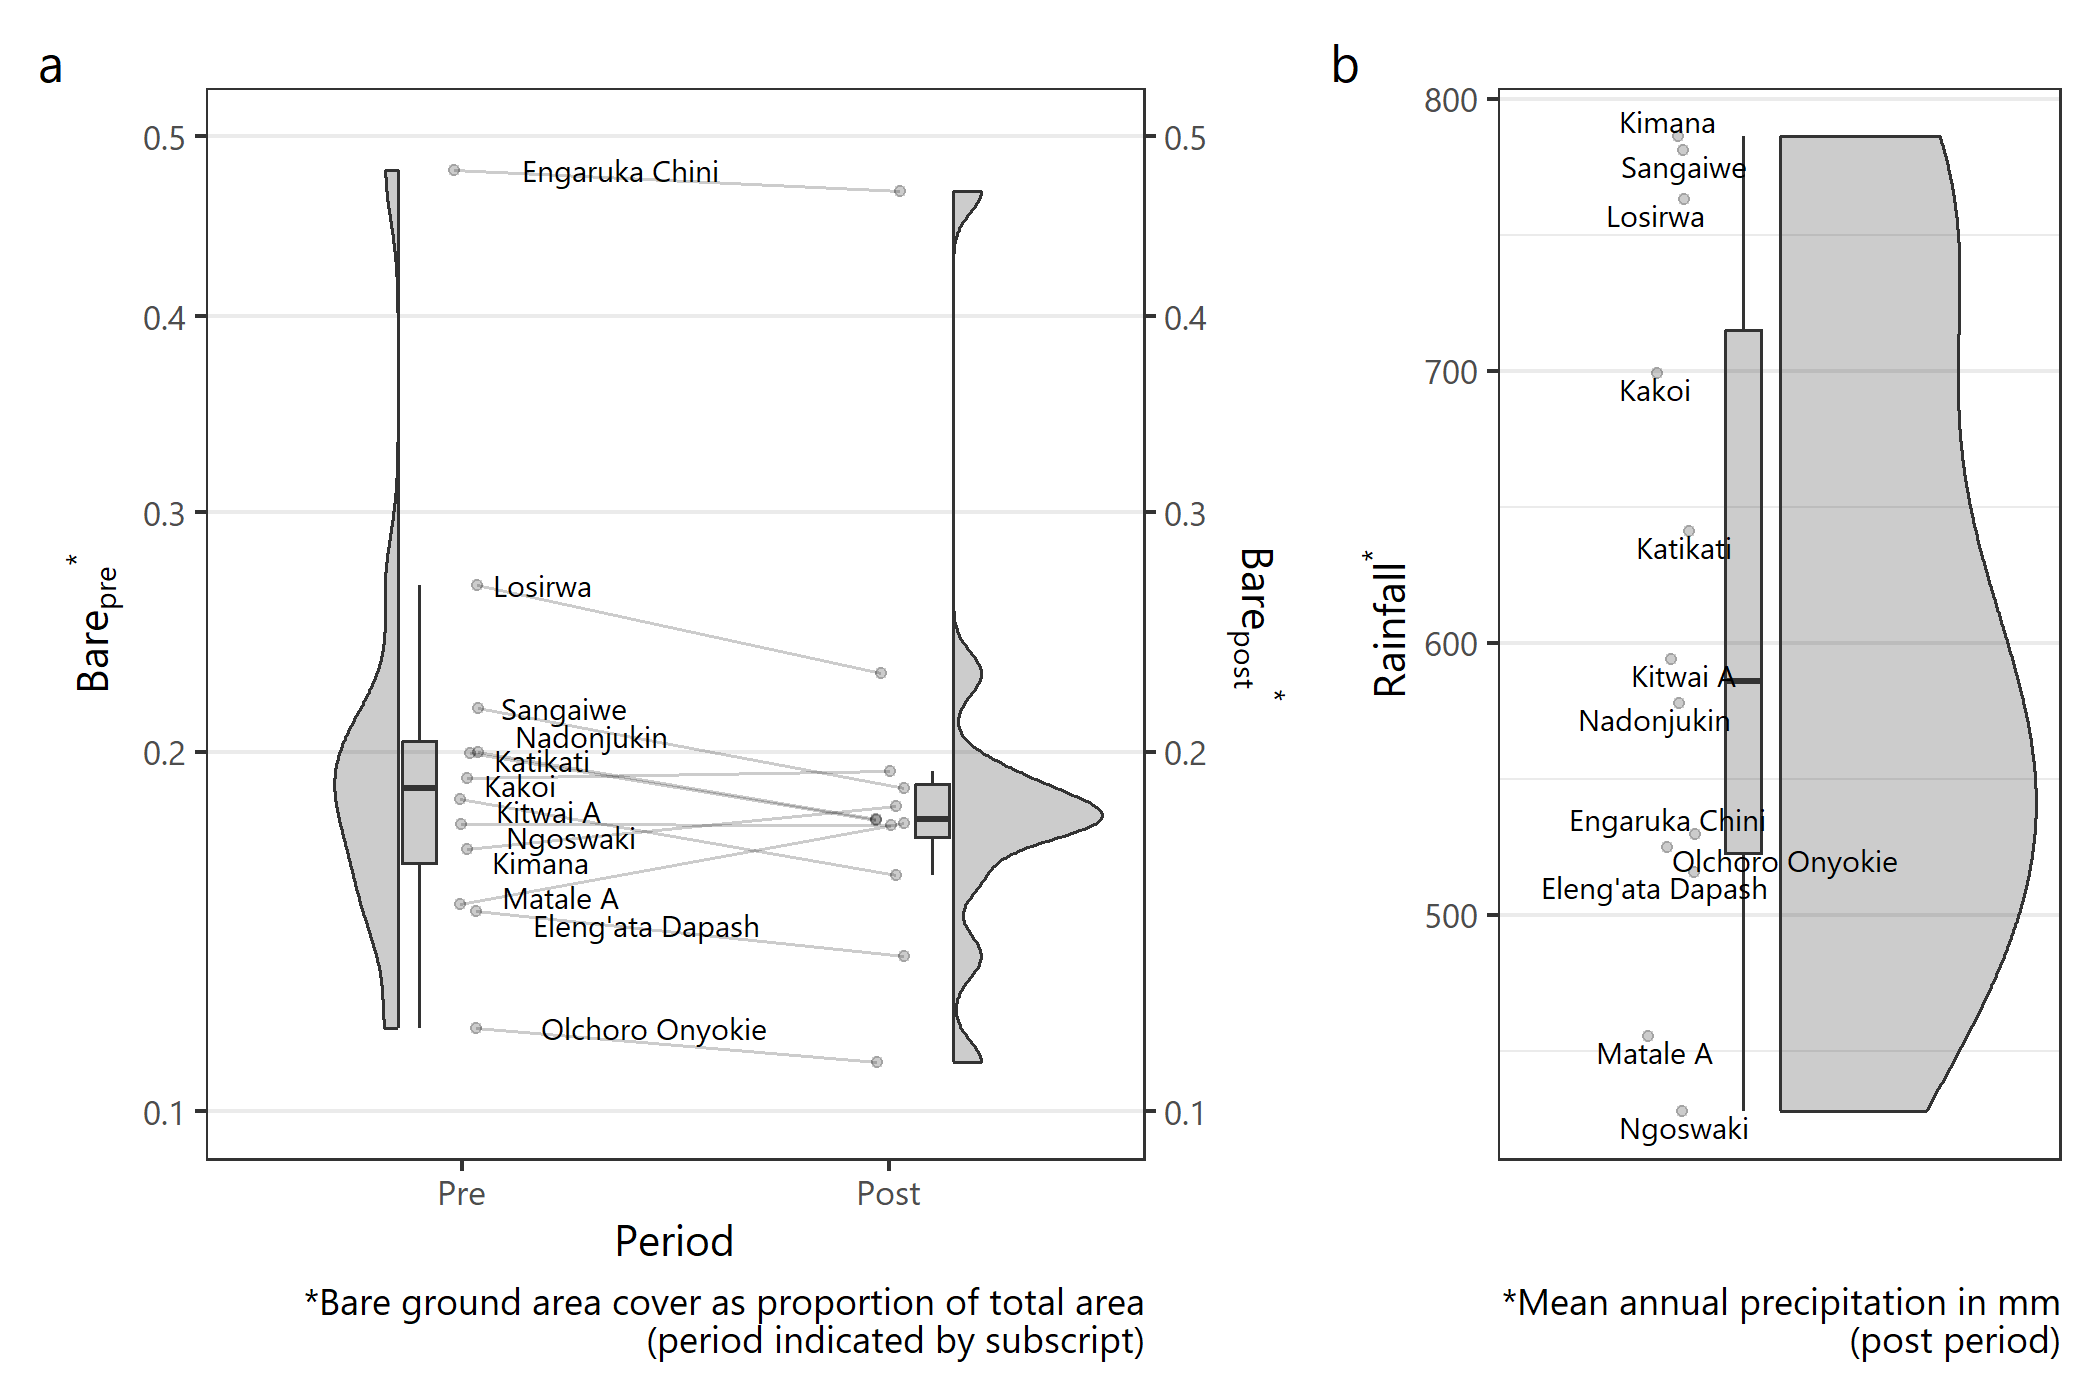 a
0.5
0.4
0.3
0.2
0.1
Bare pre *
Engaruka Chini
Losirwa
Sangaiwe
Nadonjukin
Katikati
Kakoi
Kitwai A
Ngoswaki
Kimana
Matale A
Eleng'ata Dapash
Olchoro Onyokie
0.5
0.4
0.3
0.2
0.1
Bare post *
Pre
Post
Period
*Bare ground area cover as proportion of total area
(period indicated by subscript)
b
800
700
600
500
Rainfall*
Kimana
Sangaiwe
Losirwa
Kakoi
Katikati
Kitwai A
Nadonjukin
Engaruka Chini
Olchoro Onyokie
Eleng'ata Dapash
Matale A
Ngoswaki
*Mean annual precipitation in mm
(post period)